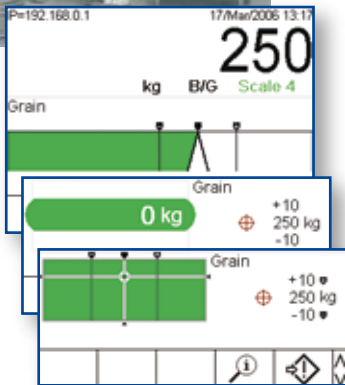 IP=192.168.0.1 17/Mar/2006 13:17
250
kg B/G Scale 4
Grain
Grain
0 kg
+10
250 kg
-10
Grain
+10
250 kg
-10